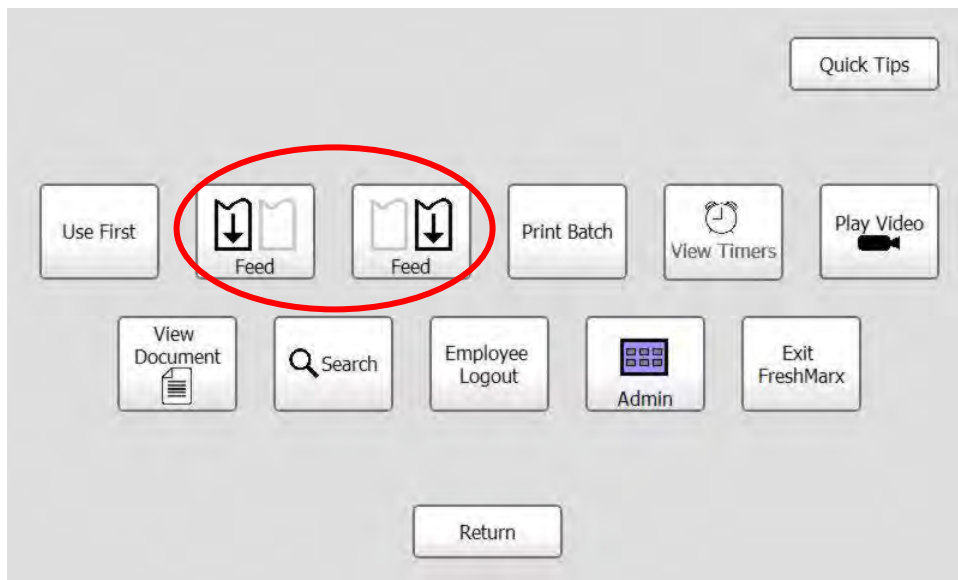 Quick Tips
Use First
Feed
Feed
Print Batch
View Timers
Play Video
View
Document
Search
Employee
Logout
Admin
Exit
FreshMarx
Return